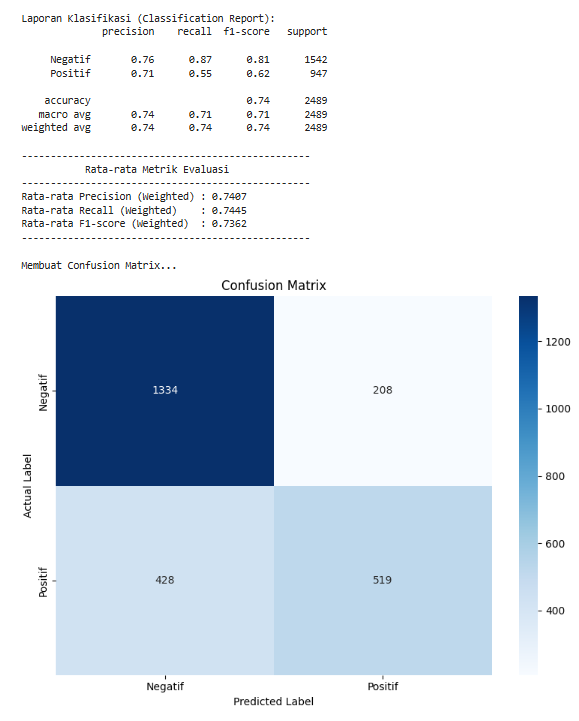 Laporan Klasifikasi (Classification Report):
precision recall f1-score support
Negatif 0.76 0.87 0.81 1542
Positif 0.71 0.55 0.62 947
accuracy 0.74 2489
macro avg 0.74 0.71 0.71 2489
weighted avg 0.74 0.74 0.74 2489
------------------------------------------------
Rata-rata Metrik Evaluasi
------------------------------------------------
Rata-rata Precision (Weighted) : 0.7407
Rata-rata Recall (Weighted) : 0.7445
Rata-rata F1-score (Weighted) : 0.7362
------------------------------------------------
Membuat Confusion Matrix...
Confusion Matrix
Actual Label
Negatif
1334 208
Positif
428 519
Negatif Positif
Predicted Label
1200
1000
800
600
400